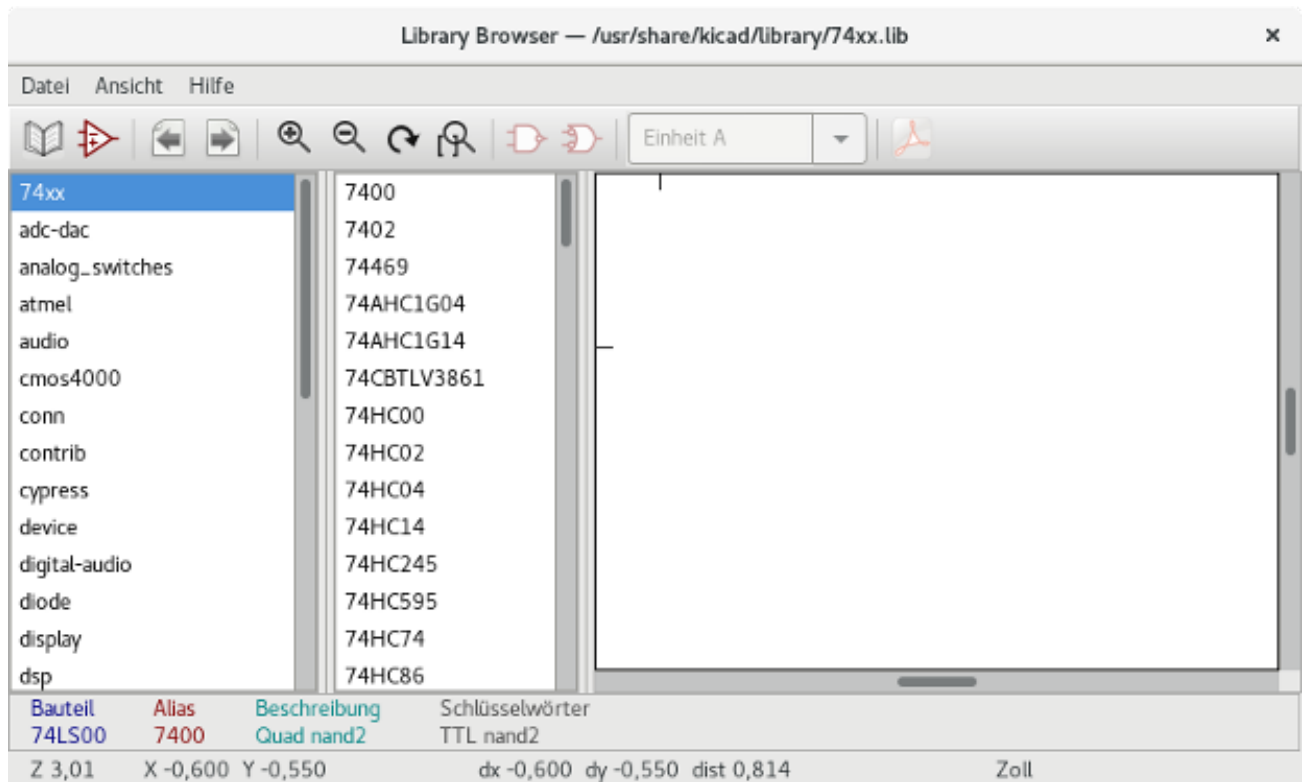 Library Browser — /usr/share/kicad/library/74xx.lib
Datei Ansicht Hilfe
Einheit A
74xx
adc-dac
analog_switches
atmel
audio
cmos4000
conn
contrib
cypress
device
digital-audio
diode
display
dsp
7400
7402
74469
74AHC1G04
74AHC1G14
74CBTLV3861
74HC00
74HC02
74HC04
74HC14
74HC245
74HC595
74HC74
74HC86
Bauteil Alias Beschreibung Schlüsselwörter
74LS00 7400 Quad nand2 TTL nand2
Z 3,01 X -0,600 Y -0,550 dx -0,600 dy -0,550 dist 0,814 Zoll